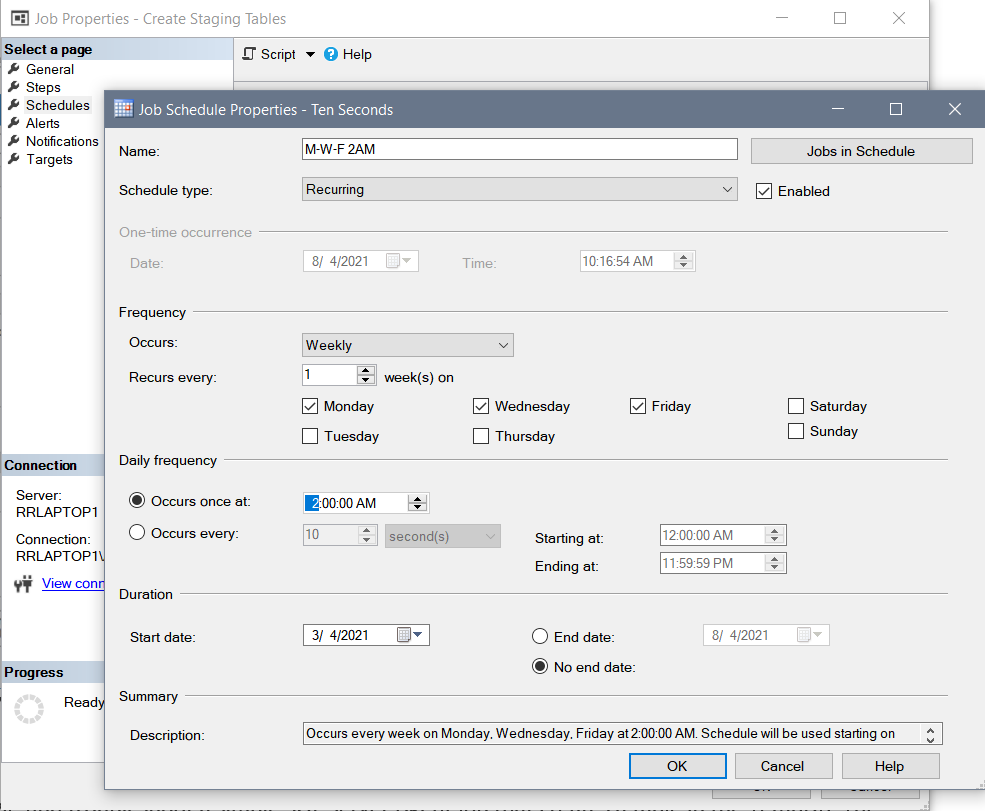 Job Properties - Create Staging Tables
Select a page
General
Steps
Schedules
Alerts
Notifications
Targets
Script
Help
Job Schedule Properties - Ten Seconds
Name: M-W-F 2AM Jobs in Schedule
Schedule type: Recurring Enabled
One-time occurrence
Date: 8/ 4/2021 Time: 10:16:54 AM
Frequency
Occurs: Weekly
Recurs every: 1 week(s) on
Monday Wednesday Friday Saturday
Tuesday Thursday Sunday
Daily frequency
Occurs once at: 2:00:00 AM
Occurs every: 10 second(s) Starting at: 12:00:00 AM
Ending at: 11:59:59 PM
Duration
Start date: 3/ 4/2021 End date: 8/ 4/2021
No end date:
Summary
Description: Occurs every week on Monday, Wednesday, Friday at 2:00:00 AM. Schedule will be used starting on
OK Cancel Help
Connection
Server:
RRLAPTOP1
Connection:
RRLAPTOP1\
View conn
Progress
Ready